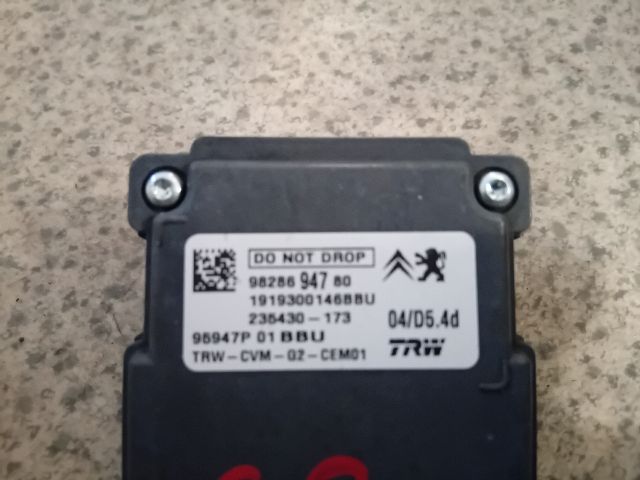 DO NOT DROP
98286 947 80
1919300146BBU
235430-173
04/D5.4d
95947P 01 BBU
TRW-CVM-02-CEM01
TRW